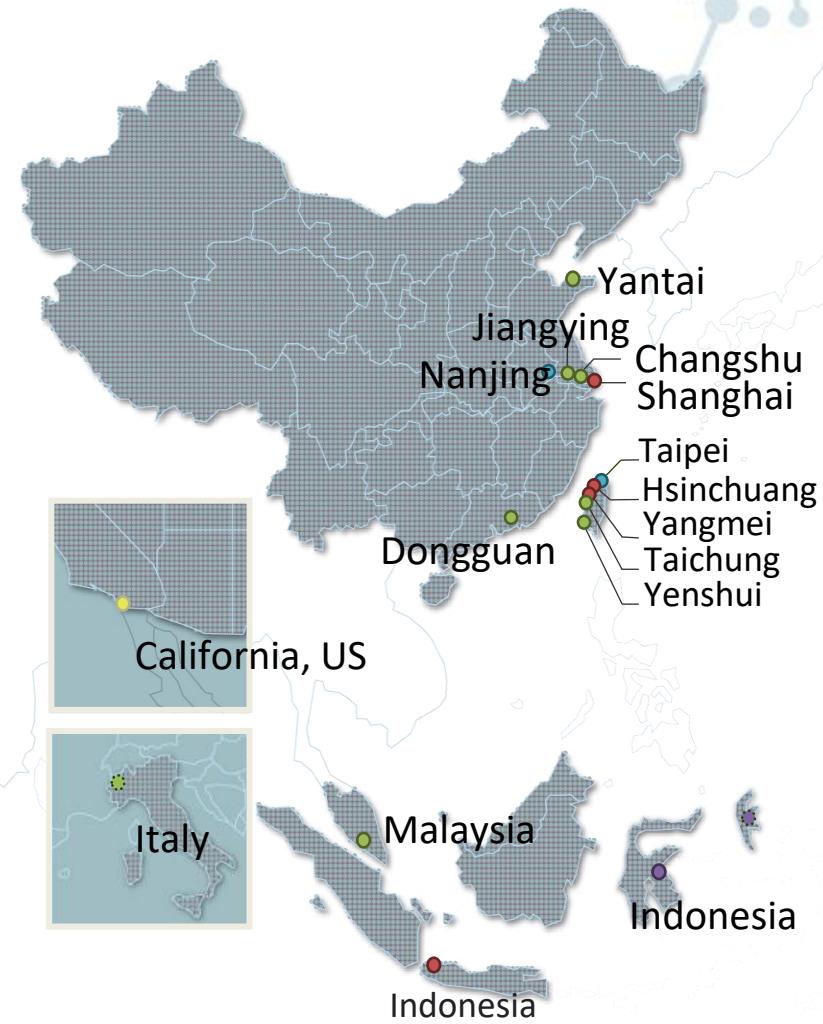 Yantai
Jiangying
Changshu
Nanjing
Shanghai
Taipei
Hsinchuang
Yangmei
Dongguan
Taichung
Yenshui
California, US
Malaysia
Italy
Indonesia
Indonesia